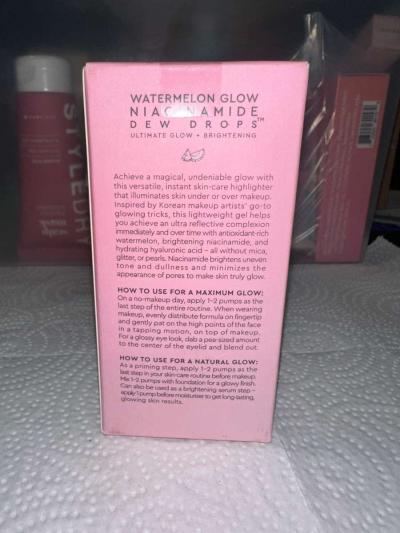 WATERMELON GLOW
NIACINAMIDE
DEW DROPS™
ULTIMATE GLOW + BRIGHTENING
Achieve a magical, undeniable glow with
this versatile, instant skin-care highlighter
that illuminates skin under or over makeup.
Inspired by Korean makeup artists' go-to
glowing tricks, this lightweight gel helps
you achieve an ultra reflective complexion
immediately and over time with antioxidant-rich
watermelon, brightening niacinamide, and
hydrating hyaluronic acid – all without mica,
glitter, or pearls. Niacinamide brightens uneven
tone and dullness and minimizes the
appearance of pores to make skin truly glow.
HOW TO USE FOR A MAXIMUM GLOW:
On a no-makeup day, apply 1-2 pumps as the
last step of the entire routine. When wearing
makeup, evenly distribute formula on fingertip
and gently pat on the high points of the face
in a tapping motion, on top of makeup.
For a glossy eye look, dab a pea-sized amount
to the center of the eyelid and blend out.
HOW TO USE FOR A NATURAL GLOW:
As a priming step, apply 1-2 pumps as the
last step in your skin-care routine before makeup.
Mix 1-2 pumps with foundation for a glowy finish.
Can also be used as a brightening serum step –
apply 1 pump before moisturiser to get long-lasting,
glowing skin results.
STYLEDRY